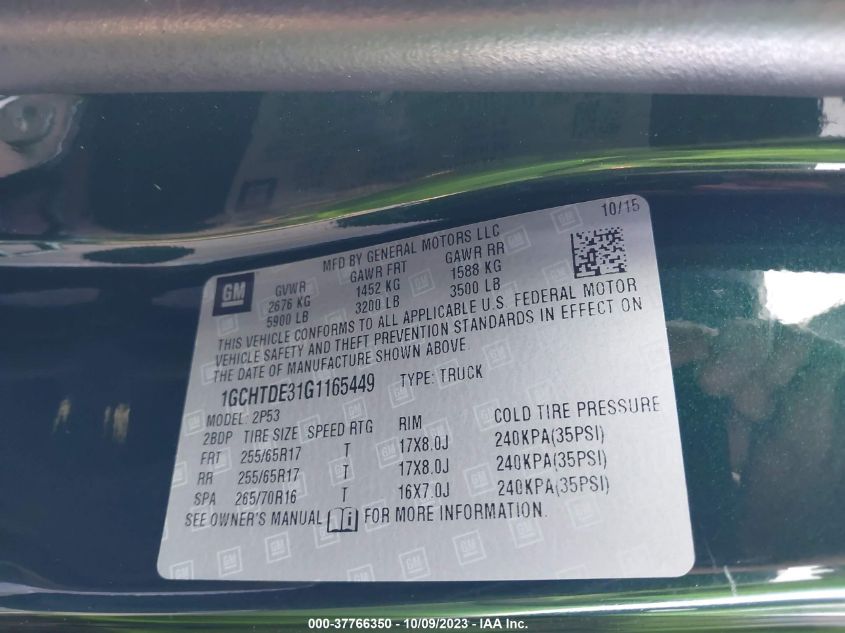 10/15
MFD BY GENERAL MOTORS LLC
GM
GVWR GAWR FRT GAWR RR
2676 KG 1452 KG 1588 KG
5900 LB 3200 LB 3500 LB
THIS VEHICLE CONFORMS TO ALL APPLICABLE U.S. FEDERAL MOTOR
VEHICLE SAFETY AND THEFT PREVENTION STANDARDS IN EFFECT ON
THE DATE OF MANUFACTURE SHOWN ABOVE.
1GCHTDE31G1165449 TYPE: TRUCK
MODEL: 2P53
2BDP TIRE SIZE SPEED RTG RIM COLD TIRE PRESSURE
FRT 255/65R17 T 17X8.0J 240KPA(35PSI)
RR 255/65R17 T 17X8.0J 240KPA(35PSI)
SPA 265/70R16 T 16X7.0J 240KPA(35PSI)
SEE OWNER'S MANUAL FOR MORE INFORMATION.
000-37766350 - 10/09/2023 - IAA Inc.